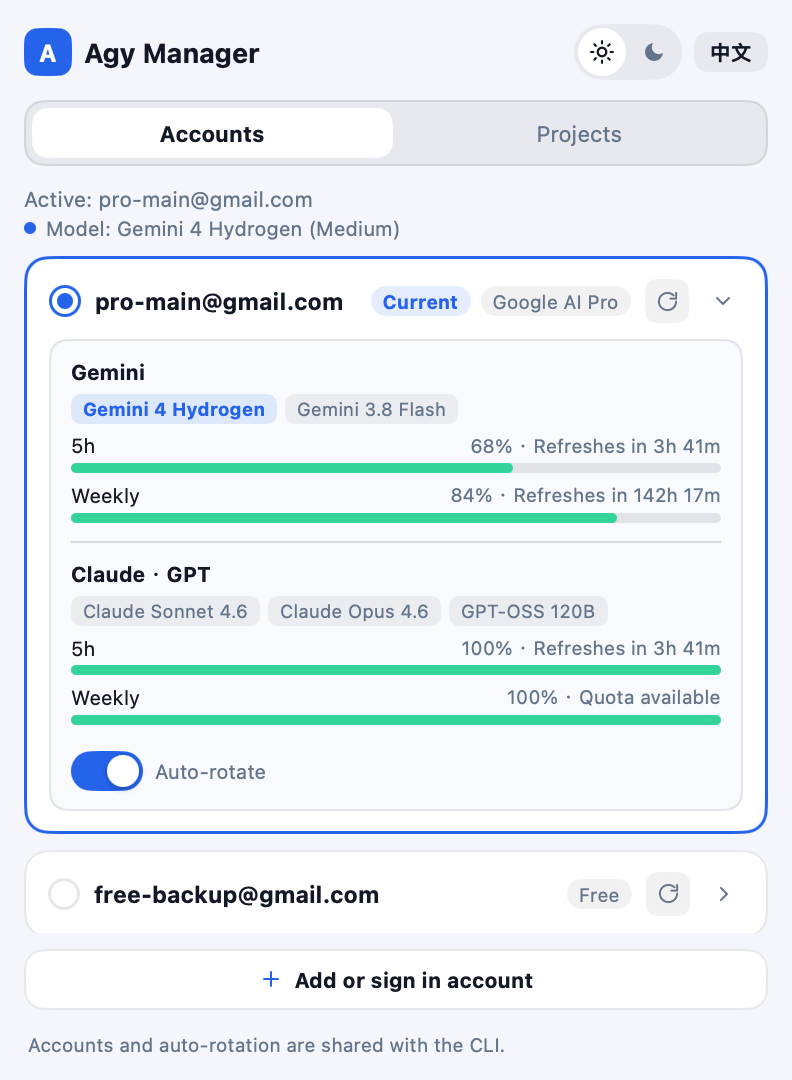 A Agy Manager 中文
Accounts Projects
Active: pro-main@gmail.com
Model: Gemini 4 Hydrogen (Medium)
pro-main@gmail.com Current Google AI Pro
Gemini
Gemini 4 Hydrogen Gemini 3.8 Flash
5h 68% · Refreshes in 3h 41m
Weekly 84% · Refreshes in 142h 17m
Claude · GPT
Claude Sonnet 4.6 Claude Opus 4.6 GPT-OSS 120B
5h 100% · Refreshes in 3h 41m
Weekly 100% · Quota available
Auto-rotate
free-backup@gmail.com Free
+ Add or sign in account
Accounts and auto-rotation are shared with the CLI.